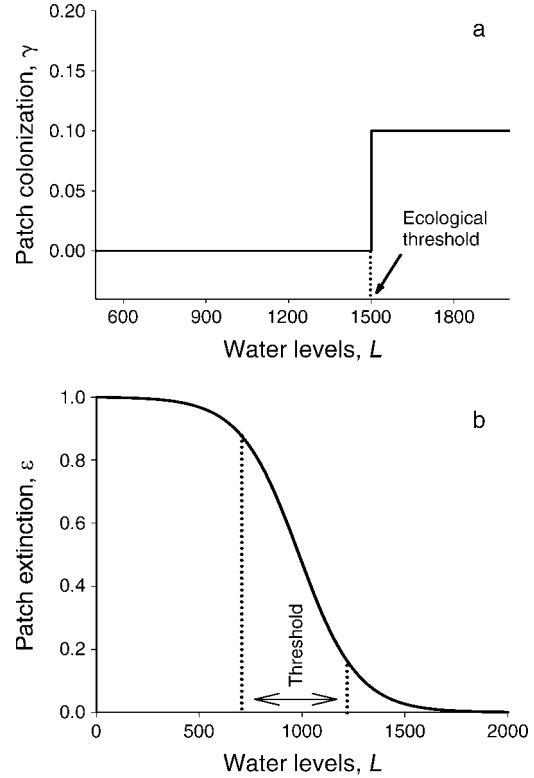 a
0.20
0.15
0.10
0.05
0.00
Patch colonization, γ
Ecological
threshold
600 900 1200 1500 1800
Water levels, L
b
1.0
0.8
0.6
0.4
0.2
0.0
Patch extinction, ε
Threshold
0 500 1000 1500 2000
Water levels, L